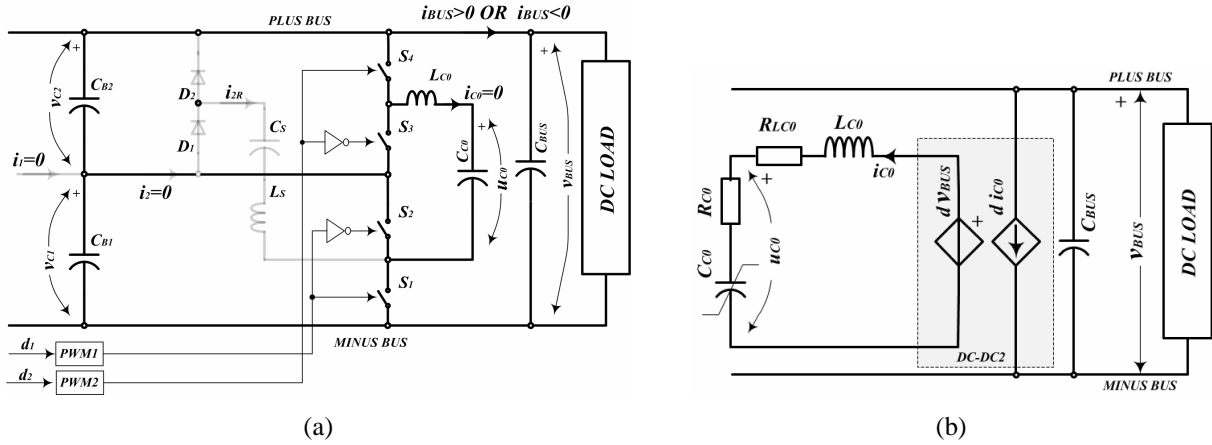 PLUS BUS
iBUS>0 OR iBUS<0
vC2
+
CB2
D2
i2R
D1
CS
LS
S4
LC0
iC0=0
S3
+
CC0
uC0
CBUS
+
vBUS
DC LOAD
i1=0
i2=0
vC1
+
CB1
S2
S1
MINUS BUS
d1
PWM1
d2
PWM2
(a)
PLUS BUS
RLC0
LC0
iC0
+
RC0
CC0
uC0
d vBUS
+
d iC0
DC-DC2
CBUS
+
vBUS
DC LOAD
MINUS BUS
(b)